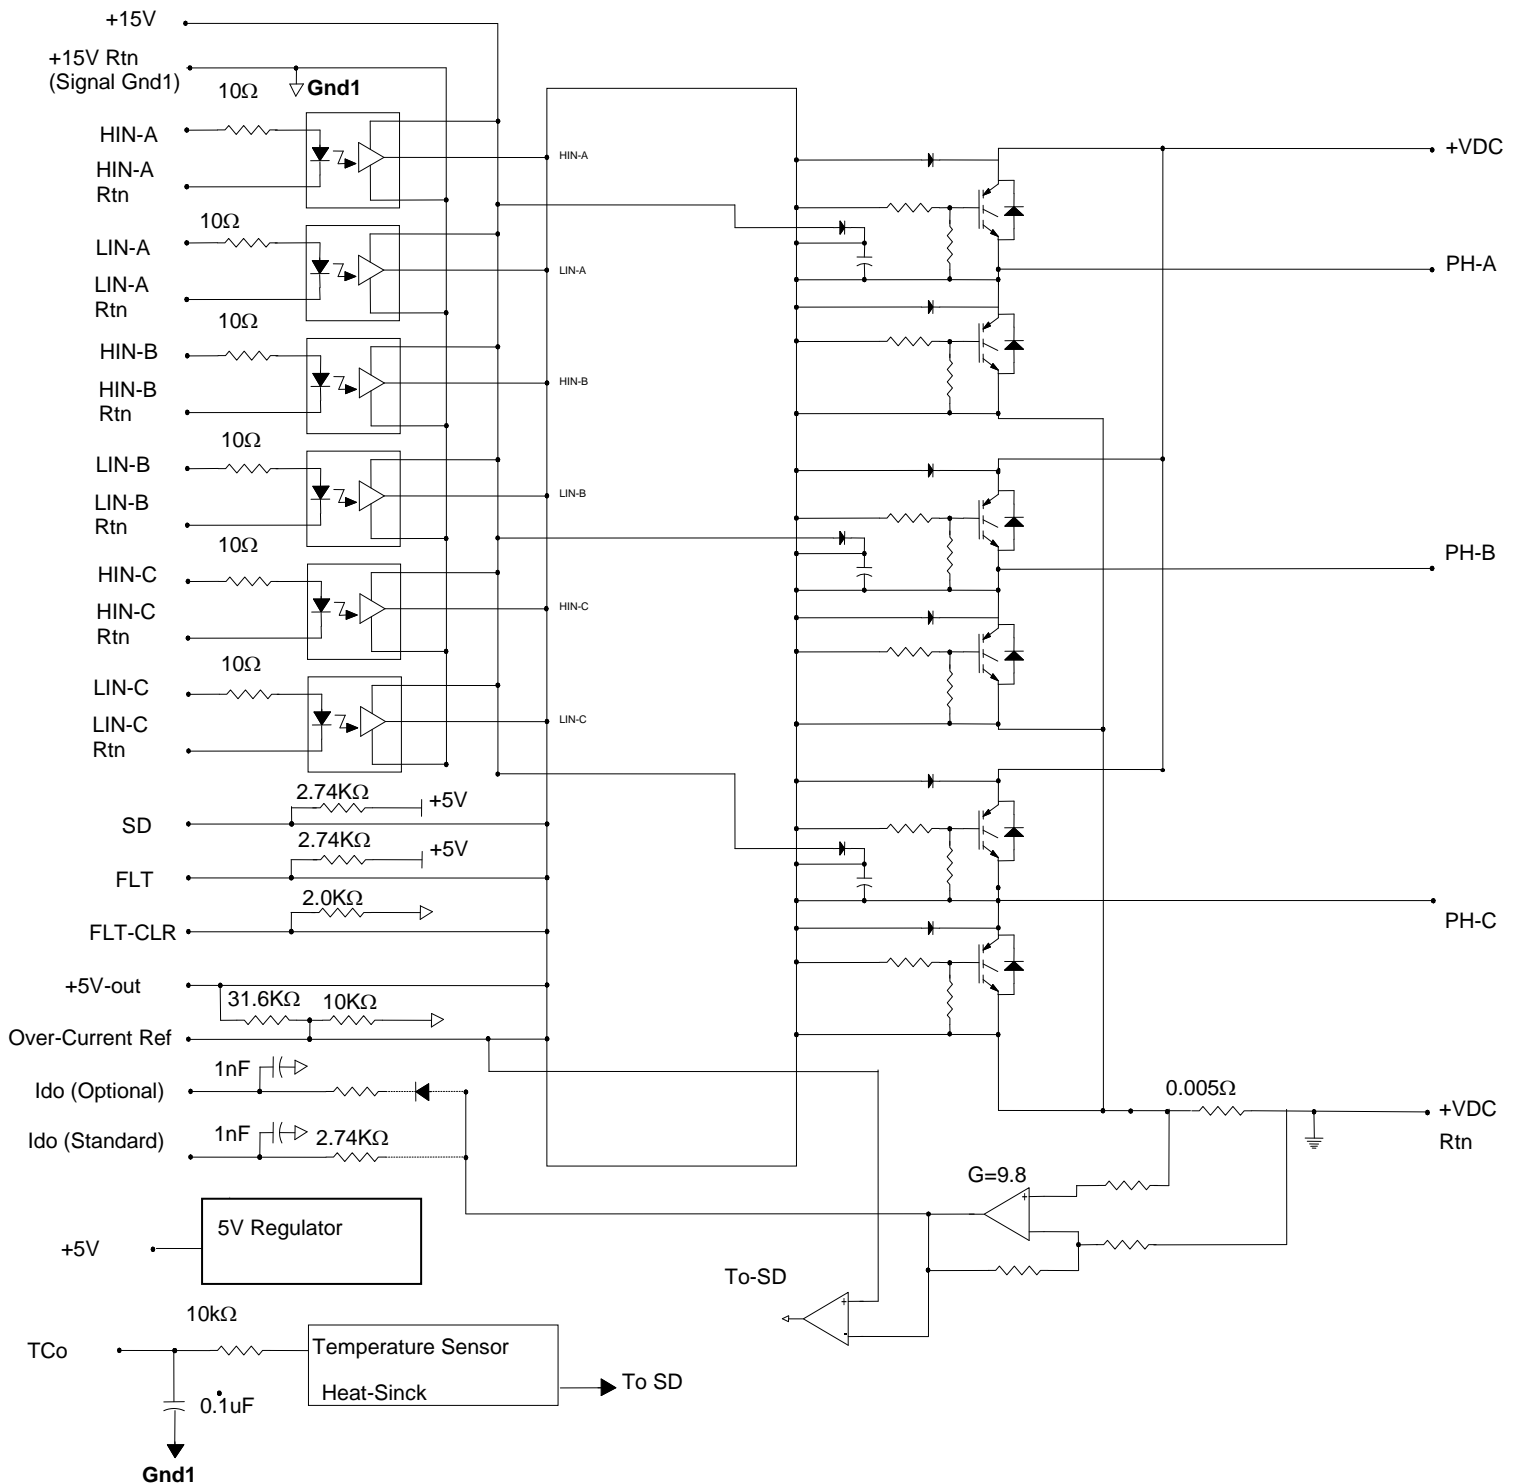 +15V
+15V Rtn
(Signal Gnd1)
Gnd1
10Ω
HIN-A
HIN-A
Rtn
HIN-A
+VDC
10Ω
LIN-A
LIN-A
Rtn
LIN-A
PH-A
10Ω
HIN-B
HIN-B
Rtn
HIN-B
10Ω
LIN-B
LIN-B
Rtn
LIN-B
PH-B
10Ω
HIN-C
HIN-C
Rtn
HIN-C
10Ω
LIN-C
LIN-C
Rtn
LIN-C
2.74KΩ
+5V
SD
2.74KΩ
+5V
FLT
2.0KΩ
FLT-CLR
PH-C
+5V-out
31.6KΩ
10KΩ
Over-Current Ref
1nF
Ido (Optional)
0.005Ω
+VDC
Rtn
1nF
2.74KΩ
Ido (Standard)
G=9.8
+
5V Regulator
+5V
To-SD
+
-
10kΩ
TCo
Temperature Sensor
Heat-Sinck
To SD
0.1uF
Gnd1